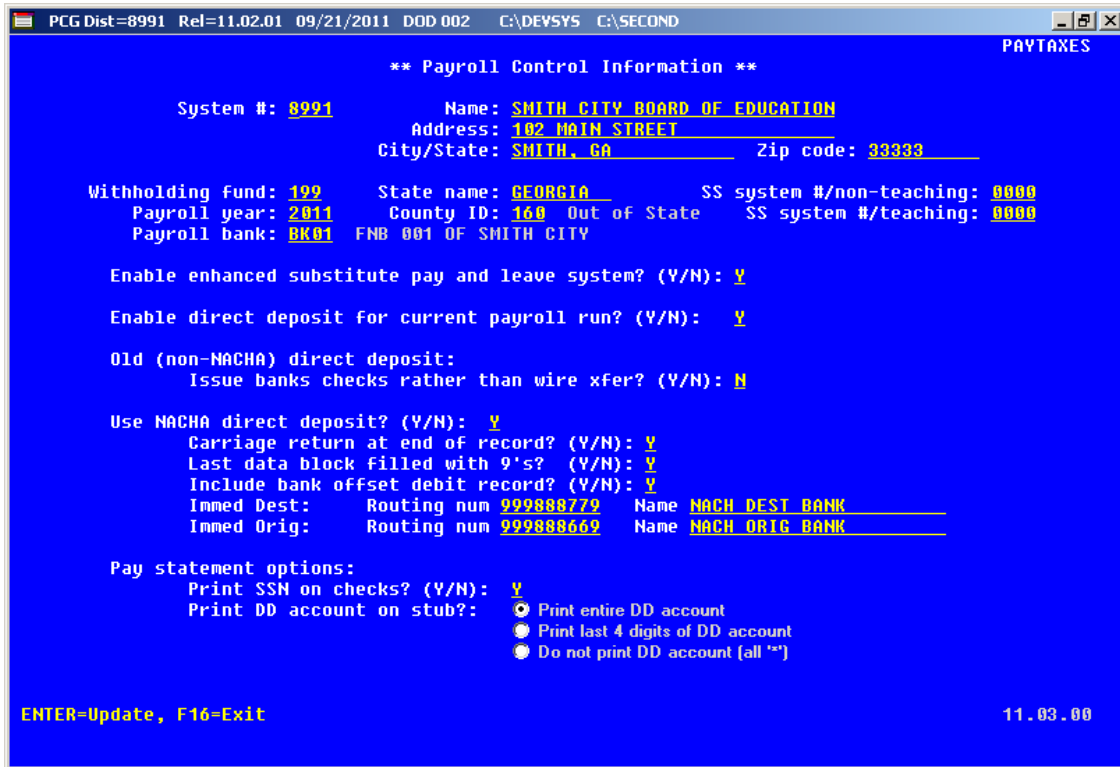 PCG Dist=8991 Rel=11.02.01 09/21/2011 DOD 002 C:\DEVSYS C:\SECOND
PAYTAXES
** Payroll Control Information **
System #: 8991 Name: SMITH CITY BOARD OF EDUCATION
Address: 102 MAIN STREET
City/State: SMITH, GA Zip code: 33333
Withholding fund: 199 State name: GEORGIA SS system #/non-teaching: 0000
Payroll year: 2011 County ID: 160 Out of State SS system #/teaching: 0000
Payroll bank: BK01 FNB 001 OF SMITH CITY
Enable enhanced substitute pay and leave system? (Y/N): Y
Enable direct deposit for current payroll run? (Y/N): Y
Old (non-NACHA) direct deposit:
Issue banks checks rather than wire xfer? (Y/N): N
Use NACHA direct deposit? (Y/N): Y
Carriage return at end of record? (Y/N): Y
Last data block filled with 9's? (Y/N): Y
Include bank offset debit record? (Y/N): Y
Immed Dest: Routing num 999888779 Name NACH DEST BANK
Immed Orig: Routing num 999888669 Name NACH ORIG BANK
Pay statement options:
Print SSN on checks? (Y/N): Y
Print DD account on stub?: Print entire DD account
Print last 4 digits of DD account
Do not print DD account (all '*')
ENTER=Update, F16=Exit 11.03.00